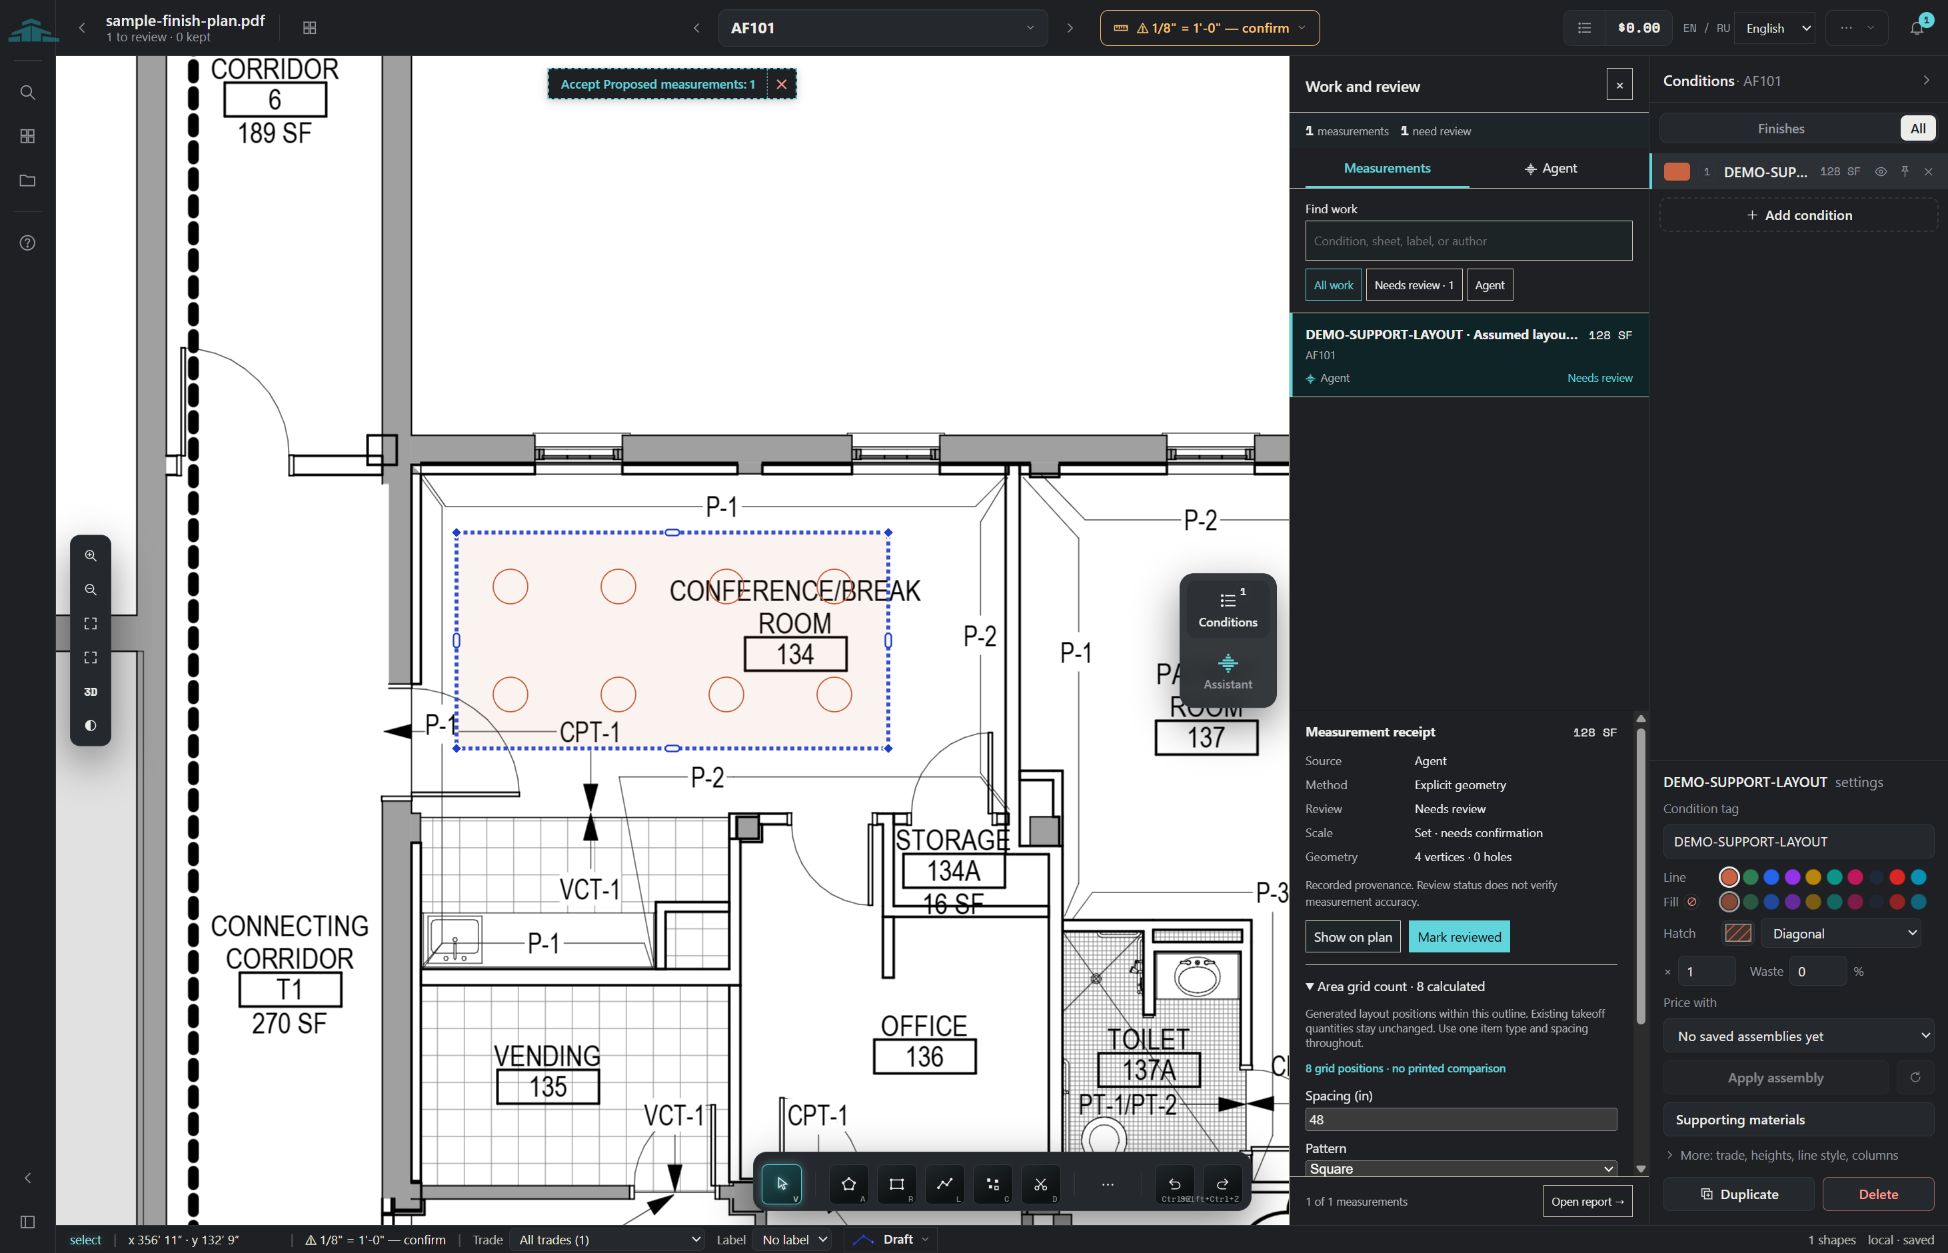 sample-finish-plan.pdf
1 to review · 0 kept
AF101
⚠ 1/8" = 1'-0" — confirm
$0.00
EN / RU
English
1
Accept Proposed measurements: 1
CORRIDOR
6
189 SF
P-1
P-2
CONFERENCE/BREAK
ROOM
134
P-2
P-1
P-2
ROOM
137
P-1
CPT-1
P-2
STORAGE
134A
16 SF
VCT-1
P-1
P-3
CONNECTING
CORRIDOR
T1
270 SF
OFFICE
136
VENDING
135
TOILET
137A
PT-1/PT-2
VCT-1
CPT-1
3D
Conditions
1
Assistant
V
A
R
L
C
D
select
x 356' 11" · y 132' 9"
⚠ 1/8" = 1'-0" — confirm
Trade
All trades (1)
Label
No label
Draft
1 shapes
local · saved
Work and review
1 measurements 1 need review
Measurements
Agent
Find work
Condition, sheet, label, or author
All work
Needs review · 1
Agent
DEMO-SUPPORT-LAYOUT · Assumed layou... 128 SF
AF101
Agent
Needs review
Measurement receipt 128 SF
Source Agent
Method Explicit geometry
Review Needs review
Scale Set · needs confirmation
Geometry 4 vertices · 0 holes
Recorded provenance. Review status does not verify
measurement accuracy.
Show on plan
Mark reviewed
Area grid count · 8 calculated
Generated layout positions within this outline. Existing takeoff
quantities stay unchanged. Use one item type and spacing
throughout.
8 grid positions · no printed comparison
Spacing (in)
48
Pattern
Square
1 of 1 measurements
Open report →
Conditions · AF101
Finishes
All
1 DEMO-SUP... 128 SF
+ Add condition
DEMO-SUPPORT-LAYOUT settings
Condition tag
DEMO-SUPPORT-LAYOUT
Line
Fill
Hatch
Diagonal
× 1 Waste 0 %
Price with
No saved assemblies yet
Apply assembly
Supporting materials
More: trade, heights, line style, columns
Duplicate
Delete